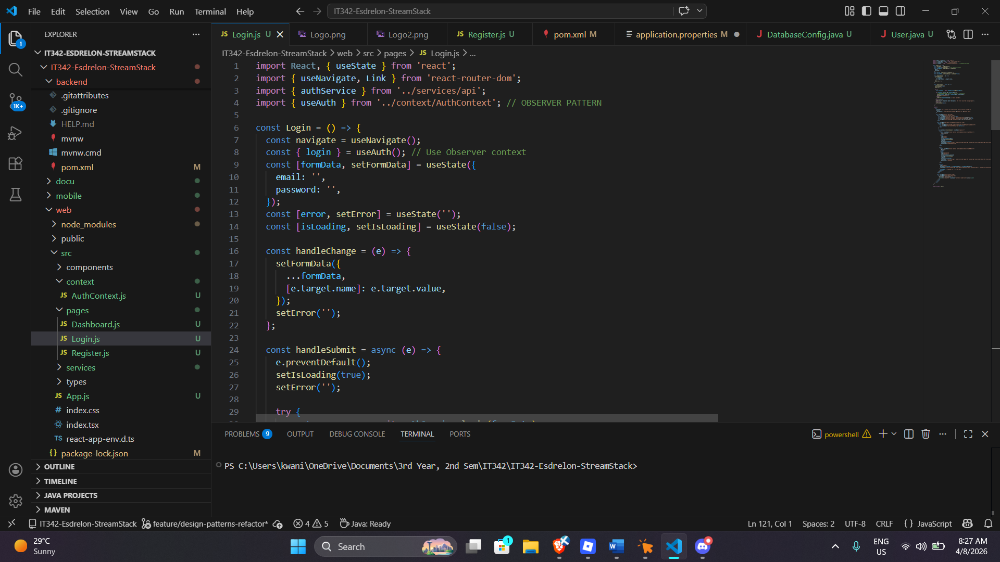 File Edit Selection View Go Run Terminal Help
IT342-Esdrelon-StreamStack
EXPLORER
1
1K+
IT342-ESDRELON-STREAMSTACK
IT342-Esdrelon-StreamStack
backend
.gitattributes
.gitignore
HELP.md
mvnw
mvnw.cmd
pom.xml M
docu
mobile
web
node_modules
public
src
components
context
JS AuthContext.js U
pages
JS Dashboard.js U
JS Login.js U
JS Register.js U
services
types
JS App.js U
# index.css
index.tsx
TS react-app-env.d.ts
{} package-lock.json M
OUTLINE
TIMELINE
JAVA PROJECTS
MAVEN
JS Login.js U
Logo.png
Logo2.png
JS Register.js U
pom.xml M
application.properties M
J DatabaseConfig.java U
J User.java U
IT342-Esdrelon-StreamStack > web > src > pages > JS Login.js > ...
1 import React, { useState } from 'react';
2 import { useNavigate, Link } from 'react-router-dom';
3 import { authService } from '../services/api';
4 import { useAuth } from '../context/AuthContext'; // OBSERVER PATTERN
5
6 const Login = () => {
7 const navigate = useNavigate();
8 const { login } = useAuth(); // Use Observer context
9 const [formData, setFormData] = useState({
10 email: '',
11 password: '',
12 });
13 const [error, setError] = useState('');
14 const [isLoading, setIsLoading] = useState(false);
15
16 const handleChange = (e) => {
17 setFormData({
18 ...formData,
19 [e.target.name]: e.target.value,
20 });
21 setError('');
22 };
23
24 const handleSubmit = async (e) => {
25 e.preventDefault();
26 setIsLoading(true);
27 setError('');
28
29 try {
PROBLEMS 9 OUTPUT DEBUG CONSOLE TERMINAL PORTS
powershell
PS C:\Users\kwani\OneDrive\Documents\3rd Year, 2nd Sem\IT342\IT342-Esdrelon-StreamStack>
IT342-Esdrelon-StreamStack feature/design-patterns-refactor* 4 5 Java: Ready
Ln 121, Col 1 Spaces: 2 UTF-8 CRLF {} JavaScript
29°C
Sunny
Search
1
ENG
US
8:27 AM
4/8/2026